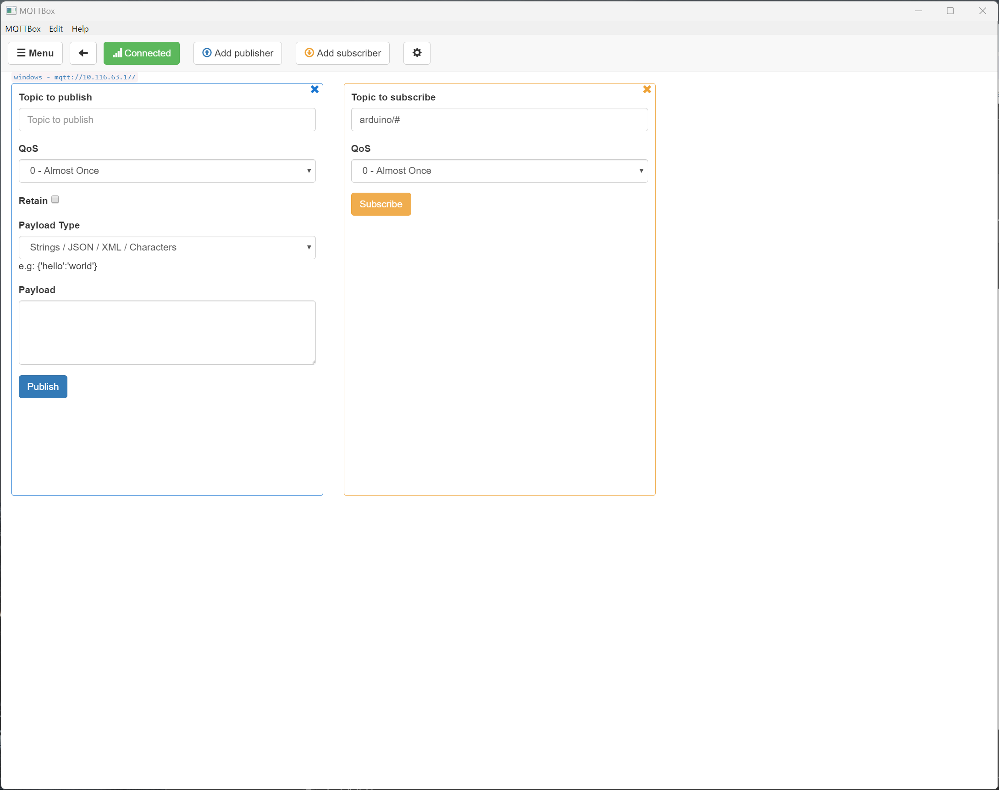 MQTTBox
MQTTBox Edit Help
Menu Connected Add publisher Add subscriber
windows - mqtt://10.116.63.177
Topic to publish
Topic to publish
QoS
0 - Almost Once
Retain
Payload Type
Strings / JSON / XML / Characters
e.g: {'hello':'world'}
Payload
Publish
Topic to subscribe
arduino/#
QoS
0 - Almost Once
Subscribe